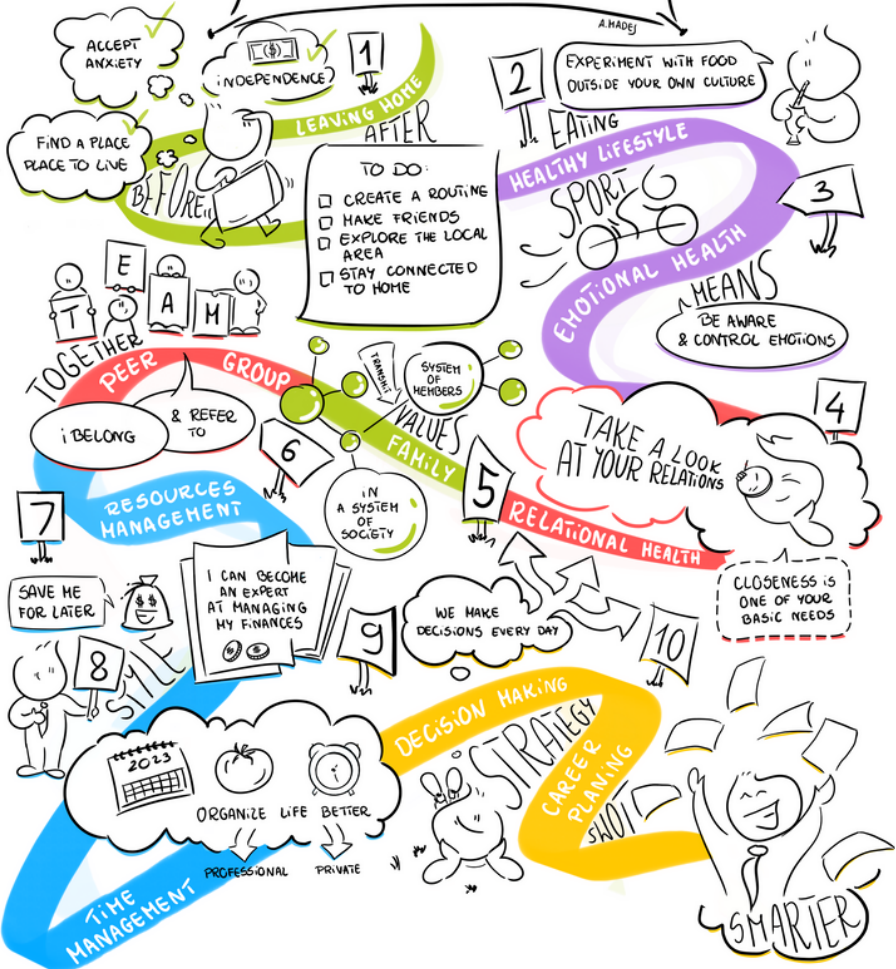 A.MADEJ
ACCEPT
ANXIETY
($)
iNDEPENDENCE
1
LEAViNG HOME
AFTER
FiND A PLACE
PLACE TO LiVE
BEFORE
TO DO:
CREATE A ROUTiNE
MAKE FRiENDS
EXPLORE THE LOCAL
AREA
STAY CONNECTED
TO HOME
2
EXPERiMENT WiTH FOOD
OUTSiDE YOUR OWN CULTURE
EATiNG
HEALTHY LiFESTYLE
SPORT
3
EMOTiONAL HEALTH
MEANS
BE AWARE
& CONTROL EMOTiONS
4
TAKE A LOOK
AT YOUR RELATiONS
RELATiONAL HEALTH
CLOSENESS iS
ONE OF YOUR
BASiC NEEDS
5
FAMiLY
VALUES
TRANSMiT
SYSTEM
OF
MEMBERS
iN
A SYSTEM
OF
SOCiETY
6
T E A M
TOGETHER
PEER GROUP
i BELONG
& REFER
TO
7
RESOURCES
MANAGEMENT
SAVE ME
FOR LATER
$ $
I CAN BECOME
AN EXPERT
AT MANAGiNG
MY FiNANCES
8
2023
ORGANiZE LiFE BETTER
PROFESSiONAL
PRiVATE
TiME
MANAGEMENT
9
WE MAKE
DECiSiONS EVERY DAY
DECiSiON MAKiNG
STRATEGY
10
CAREER
PLANiNG
SWOT
SMARTER